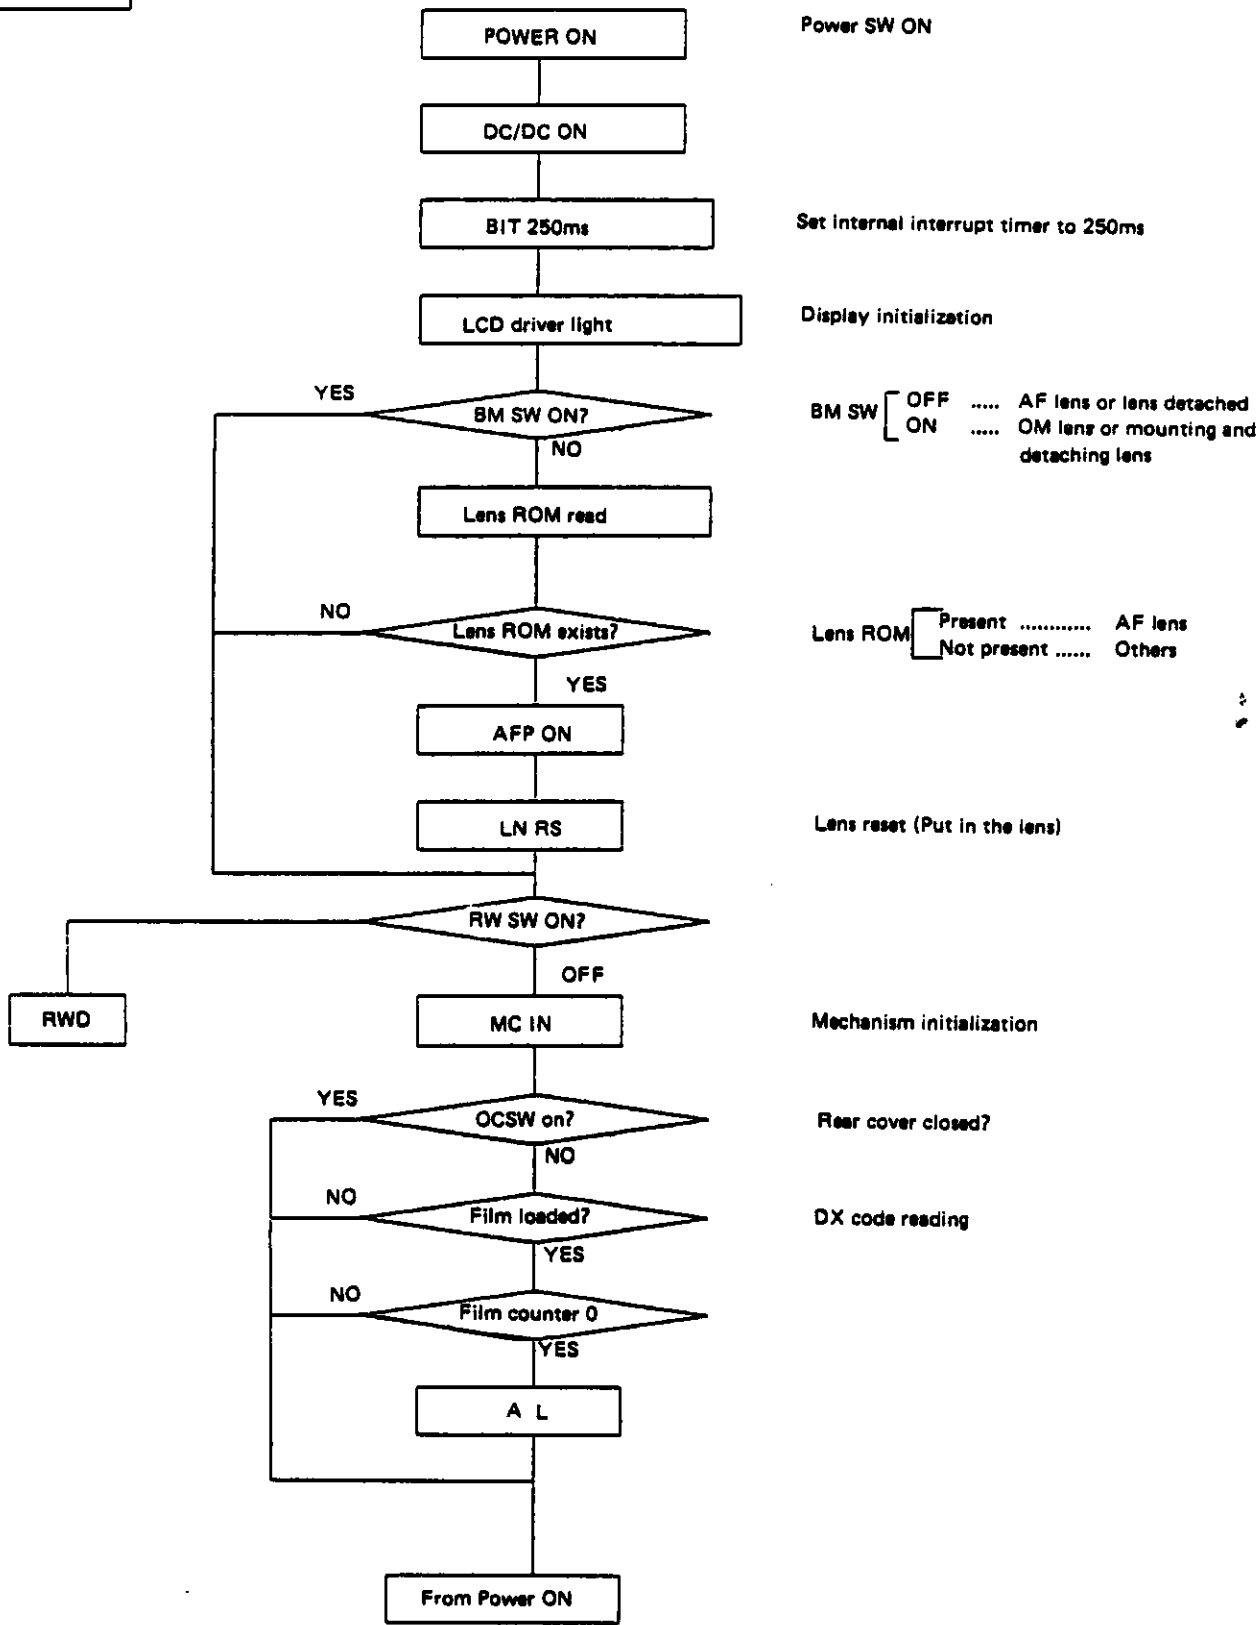 POWER ON
Power SW ON
DC/DC ON
BIT 250ms
Set internal interrupt timer to 250ms
LCD driver light
Display initialization
YES
BM SW ON?
NO
BM SW
OFF ..... AF lens or lens detached
ON ..... OM lens or mounting and
detaching lens
Lens ROM read
NO
Lens ROM exists?
YES
Lens ROM
Present ............ AF lens
Not present ...... Others
AFP ON
LN RS
Lens reset (Put in the lens)
RW SW ON?
OFF
RWD
MC IN
Mechanism initialization
YES
OCSW on?
NO
Rear cover closed?
NO
Film loaded?
YES
DX code reading
NO
Film counter 0
YES
A L
From Power ON